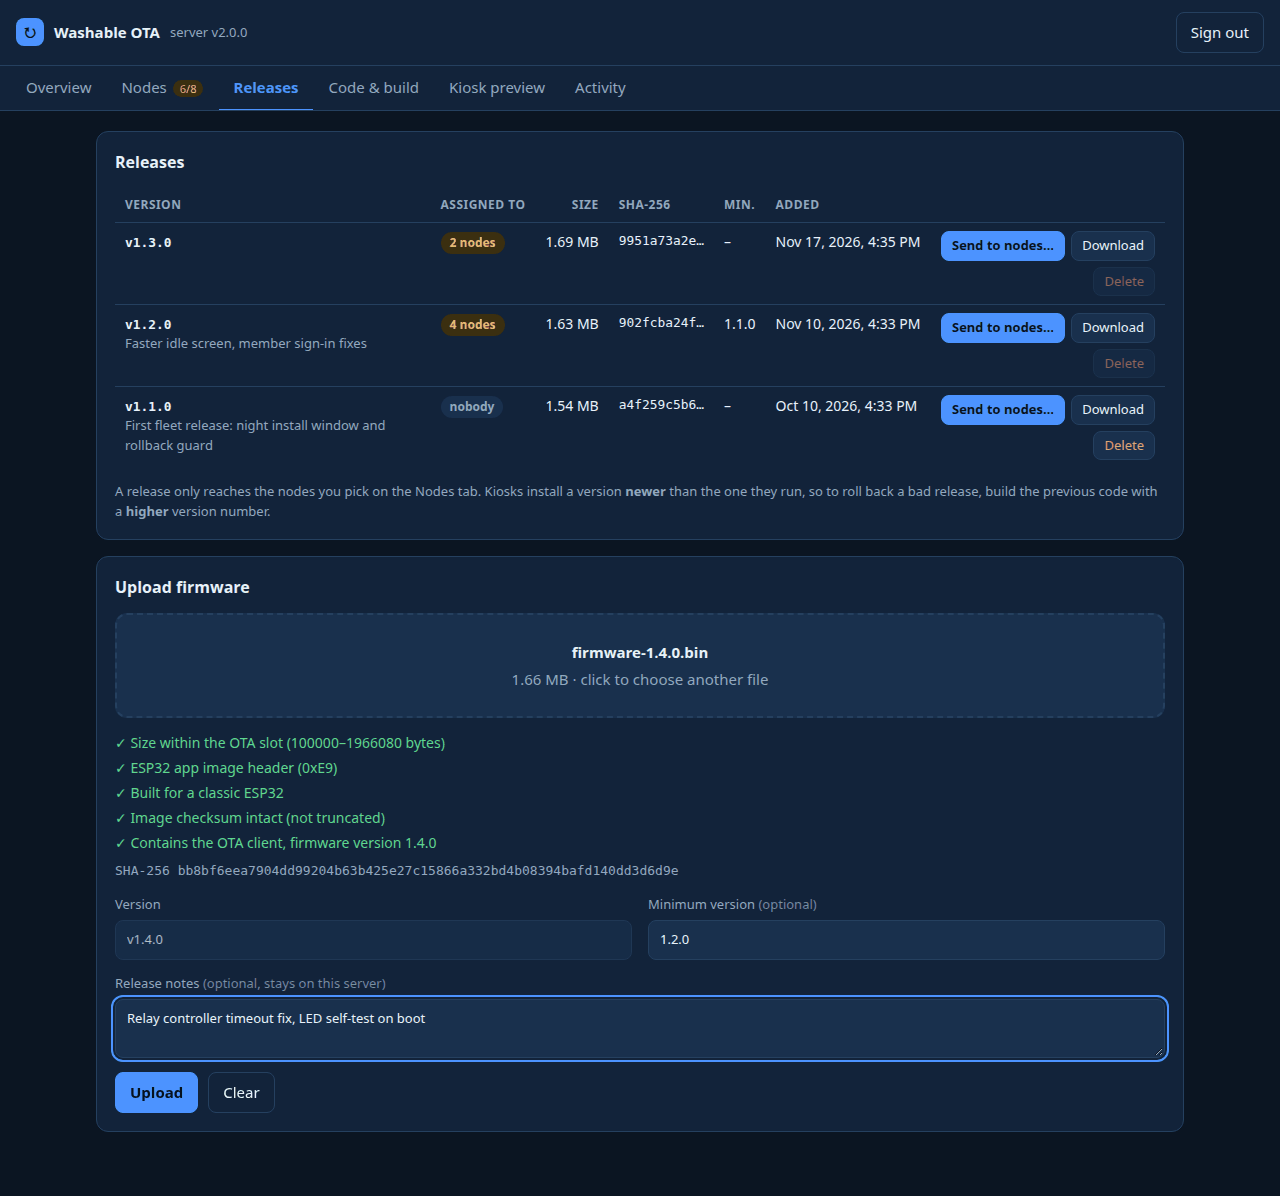 ↻ Washable OTA server v2.0.0 Sign out
Overview Nodes 6/8 Releases Code & build Kiosk preview Activity
Releases
VERSION ASSIGNED TO SIZE SHA-256 MIN. ADDED
v1.3.0 2 nodes 1.69 MB 9951a73a2e… – Nov 17, 2026, 4:35 PM Send to nodes… Download
Delete
v1.2.0 4 nodes 1.63 MB 902fcba24f… 1.1.0 Nov 10, 2026, 4:33 PM Send to nodes… Download
Faster idle screen, member sign-in fixes
Delete
v1.1.0 nobody 1.54 MB a4f259c5b6… – Oct 10, 2026, 4:33 PM Send to nodes… Download
First fleet release: night install window and
rollback guard
Delete
A release only reaches the nodes you pick on the Nodes tab. Kiosks install a version newer than the one they run, so to roll back a bad release, build the previous code with
a higher version number.
Upload firmware
firmware-1.4.0.bin
1.66 MB · click to choose another file
✓ Size within the OTA slot (100000–1966080 bytes)
✓ ESP32 app image header (0xE9)
✓ Built for a classic ESP32
✓ Image checksum intact (not truncated)
✓ Contains the OTA client, firmware version 1.4.0
SHA-256 bb8bf6eea7904dd99204b63b425e27c15866a332bd4b08394bafd140dd3d6d9e
Version Minimum version (optional)
v1.4.0 1.2.0
Release notes (optional, stays on this server)
Relay controller timeout fix, LED self-test on boot
Upload Clear